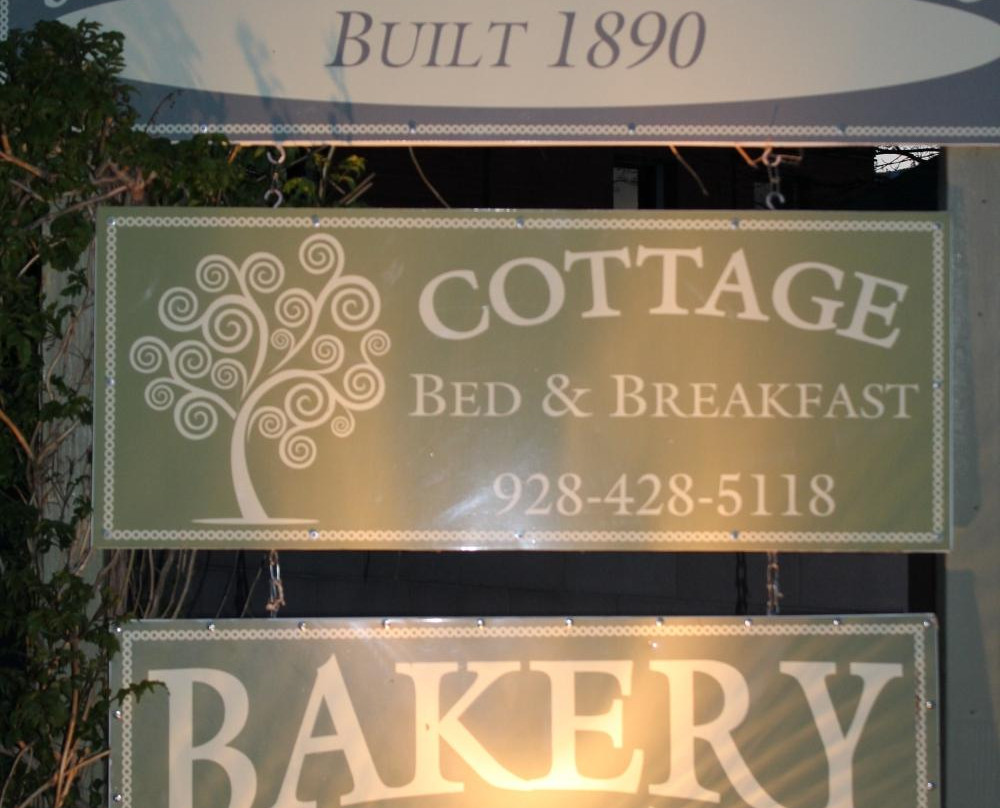 BUILT 1890
COTTAGE
BED & BREAKFAST
928-428-5118
BAKERY